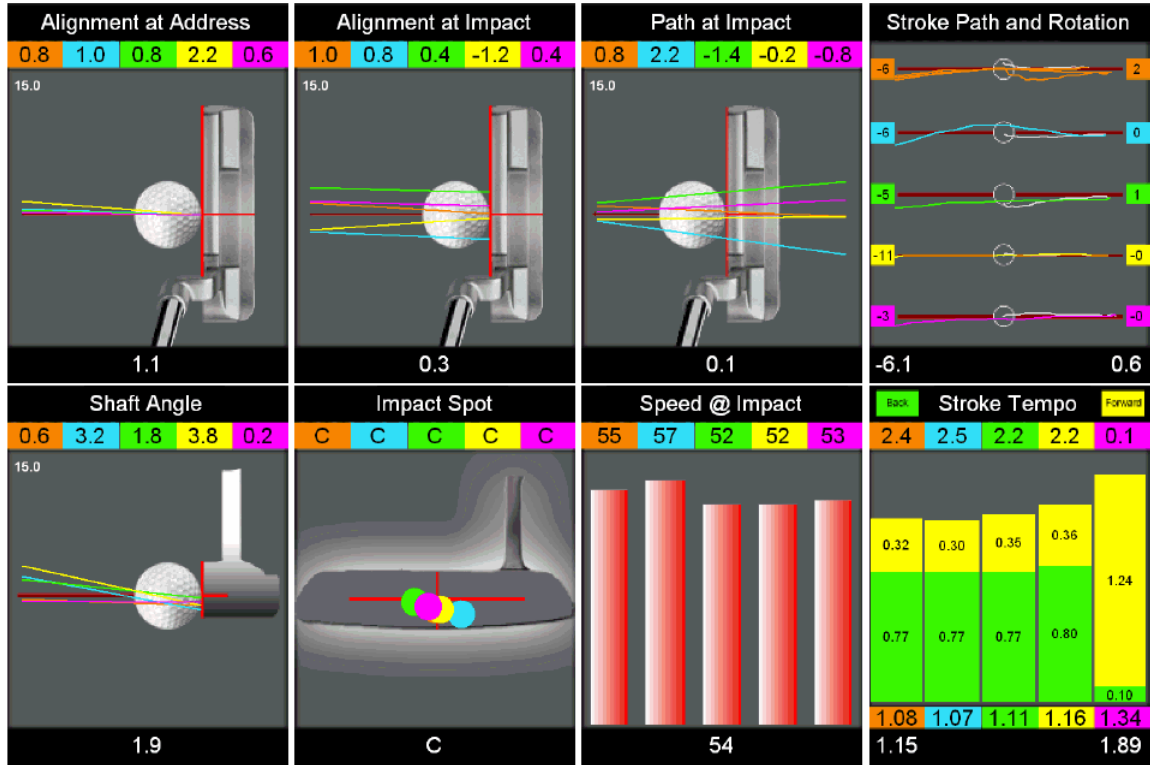 Alignment at Address
0.8 1.0 0.8 2.2 0.6
15.0
1.1
Alignment at Impact
1.0 0.8 0.4 -1.2 0.4
0.3
Path at Impact
0.8 2.2 -1.4 -0.2 -0.8
15.0
0.1
Stroke Path and Rotation
-6 2
-6 0
-5 1
-11 -0
-3 -0
-6.1 0.6
Shaft Angle
0.6 3.2 1.8 3.8 0.2
15.0
1.9
Impact Spot
C C C C C
C
Speed @ Impact
55 57 52 52 53
54
Back Stroke Tempo Forward
2.4 2.5 2.2 2.2 0.1
0.32 0.30 0.35 0.36 1.24
0.77 0.77 0.77 0.80 0.10
1.08 1.07 1.11 1.16 1.34
1.15 1.89